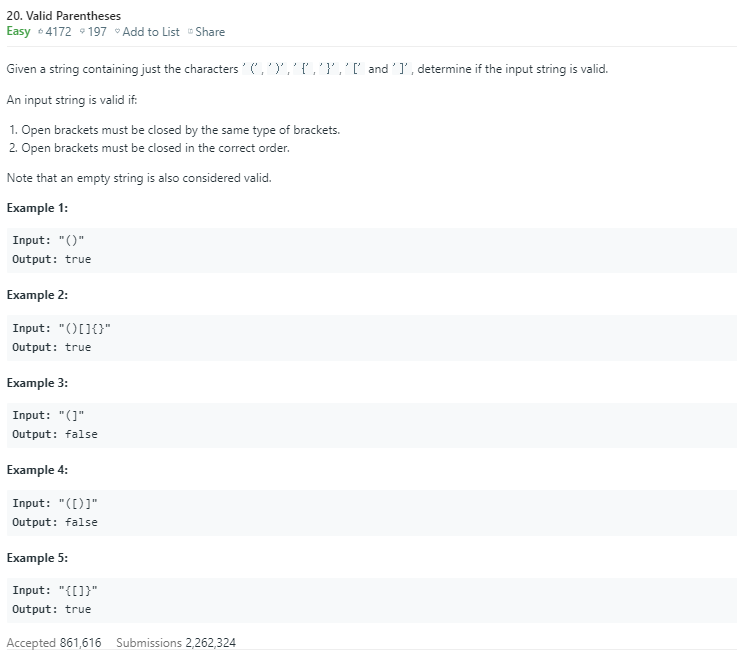 20. Valid Parentheses
Easy 4172 197 Add to List Share
Given a string containing just the characters '(', ')', '{', '}', '[' and ']', determine if the input string is valid.
An input string is valid if:
1. Open brackets must be closed by the same type of brackets.
2. Open brackets must be closed in the correct order.
Note that an empty string is also considered valid.
Example 1:
Input: "()"
Output: true
Example 2:
Input: "()[]{}"
Output: true
Example 3:
Input: "(]"
Output: false
Example 4:
Input: "([)]"
Output: false
Example 5:
Input: "{[]}"
Output: true
Accepted 861,616 Submissions 2,262,324